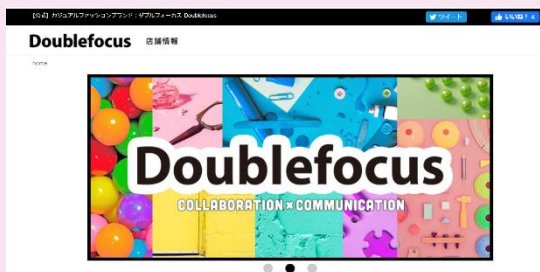 【公式】カジュアルファッションブランド：ダブルフォーカス Doublefocus
ツイート
いいね！ 4
Doublefocus
店舗情報
home
Doublefocus
COLLABORATION×COMMUNICATION